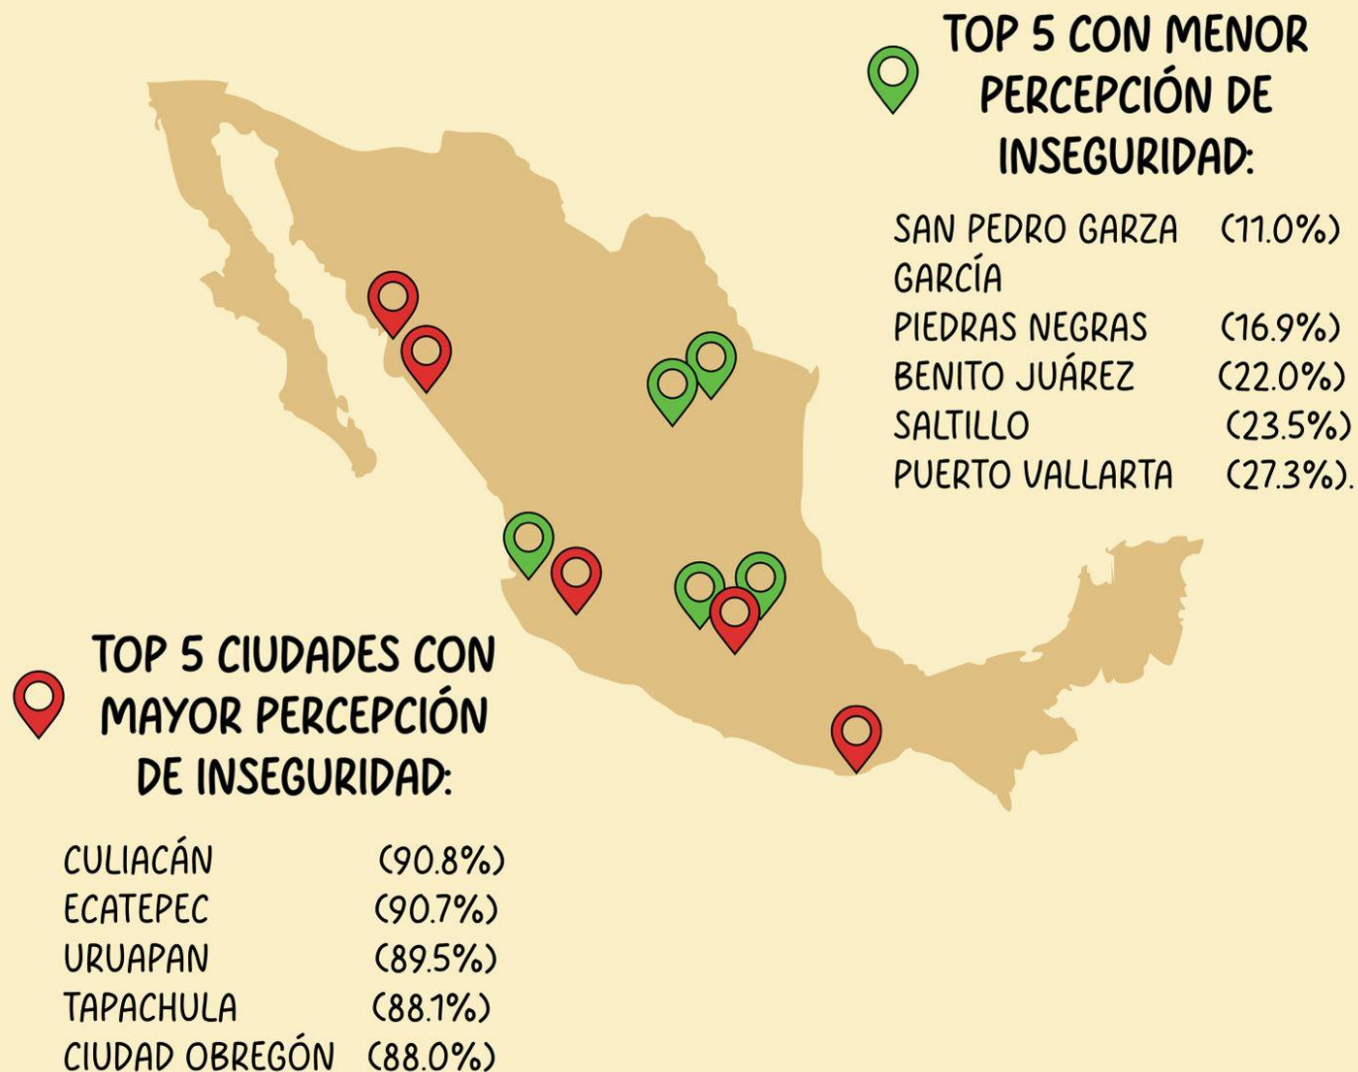 TOP 5 CON MENOR
PERCEPCIÓN DE
INSEGURIDAD:
SAN PEDRO GARZA (11.0%)
GARCÍA
PIEDRAS NEGRAS (16.9%)
BENITO JUÁREZ (22.0%)
SALTILLO (23.5%)
PUERTO VALLARTA (27.3%).
TOP 5 CIUDADES CON
MAYOR PERCEPCIÓN
DE INSEGURIDAD:
CULIACÁN (90.8%)
ECATEPEC (90.7%)
URUAPAN (89.5%)
TAPACHULA (88.1%)
CIUDAD OBREGÓN (88.0%)